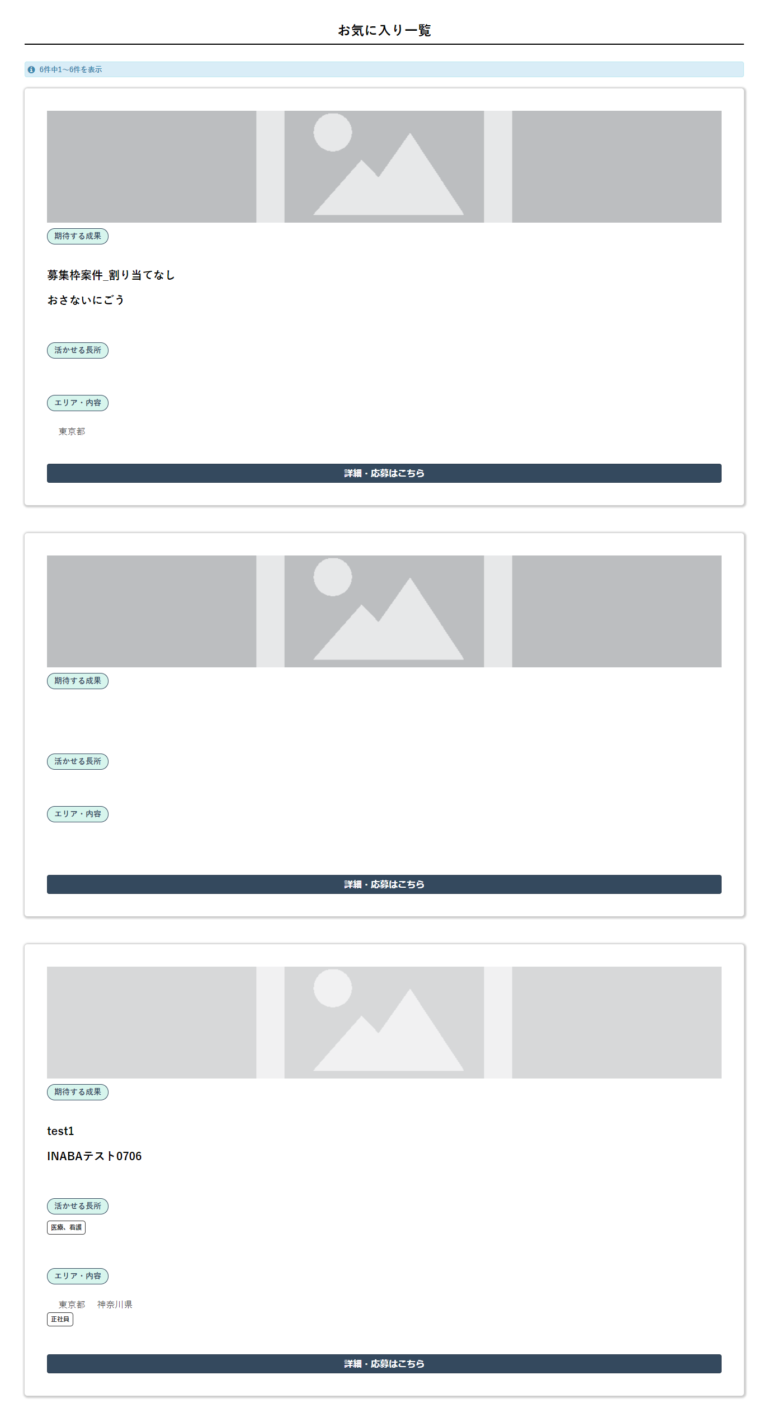 お気に入り一覧
6件中1〜6件を表示
期待する成果
募集枠案件_割り当てなし
おさないにごう
活かせる長所
エリア・内容
東京都
詳細・応募はこちら
期待する成果
活かせる長所
エリア・内容
詳細・応募はこちら
期待する成果
test1
INABAテスト0706
活かせる長所
医療、看護
エリア・内容
東京都 神奈川県
正社員
詳細・応募はこちら